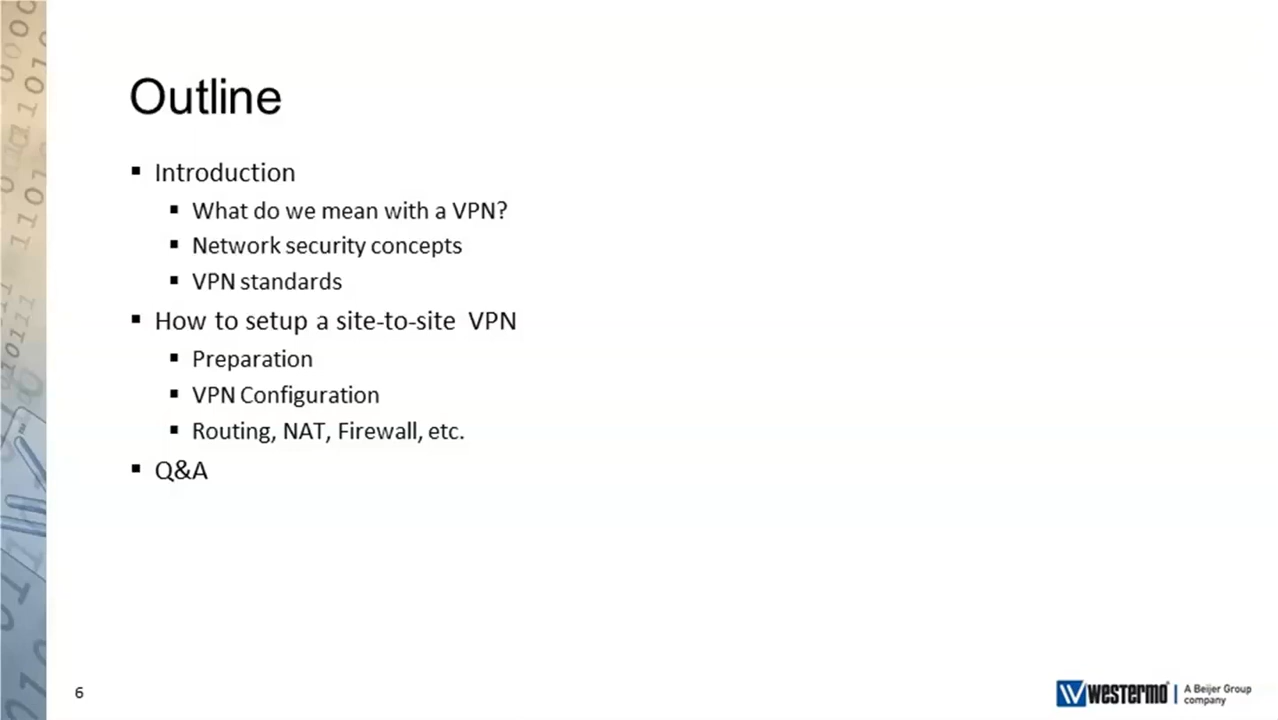 Outline
▪ Introduction
▪ What do we mean with a VPN?
▪ Network security concepts
▪ VPN standards
▪ How to setup a site-to-site VPN
▪ Preparation
▪ VPN Configuration
▪ Routing, NAT, Firewall, etc.
▪ Q&A
6
westermo
A Beijer Group
company